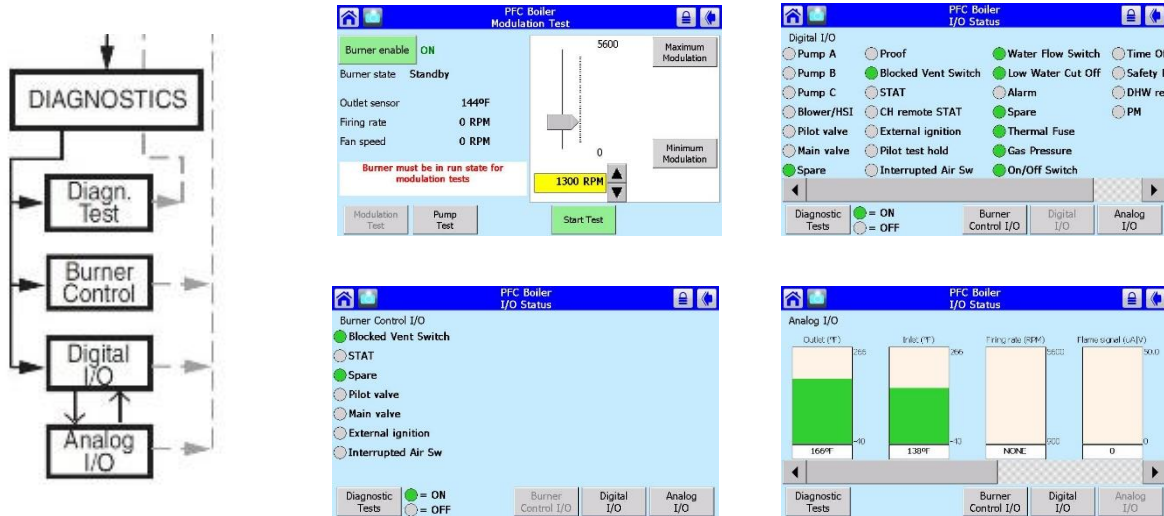 DIAGNOSTICS
Diagn.
Test
Burner
Control
Digital
I/O
Analog
I/O
PFC Boiler
Modulation Test
Burner enable ON
Burner state Standby
Outlet sensor 144ºF
Firing rate 0 RPM
Fan speed 0 RPM
Burner must be in run state for
modulation tests
5600
0
1300 RPM
Maximum
Modulation
Minimum
Modulation
Modulation
Test
Pump
Test
Start Test
PFC Boiler
I/O Status
Digital I/O
Pump A
Pump B
Pump C
Blower/HSI
Pilot valve
Main valve
Spare
Proof
Blocked Vent Switch
STAT
CH remote STAT
External ignition
Pilot test hold
Interrupted Air Sw
Water Flow Switch
Low Water Cut Off
Alarm
Spare
Thermal Fuse
Gas Pressure
On/Off Switch
Time
Safety
DHW re
PM
Diagnostic
Tests
= ON
= OFF
Burner
Control I/O
Digital
I/O
Analog
I/O
PFC Boiler
I/O Status
Burner Control I/O
Blocked Vent Switch
STAT
Spare
Pilot valve
Main valve
External ignition
Interrupted Air Sw
Diagnostic
Tests
= ON
= OFF
Burner
Control I/O
Digital
I/O
Analog
I/O
PFC Boiler
I/O Status
Analog I/O
Outlet (ºF)
266
-40
166ºF
Inlet (ºF)
266
-40
138ºF
Firing rate (RPM)
5600
900
NONE
Flame signal (uA|V)
50.0
0
0
Diagnostic
Tests
Burner
Control I/O
Digital
I/O
Analog
I/O